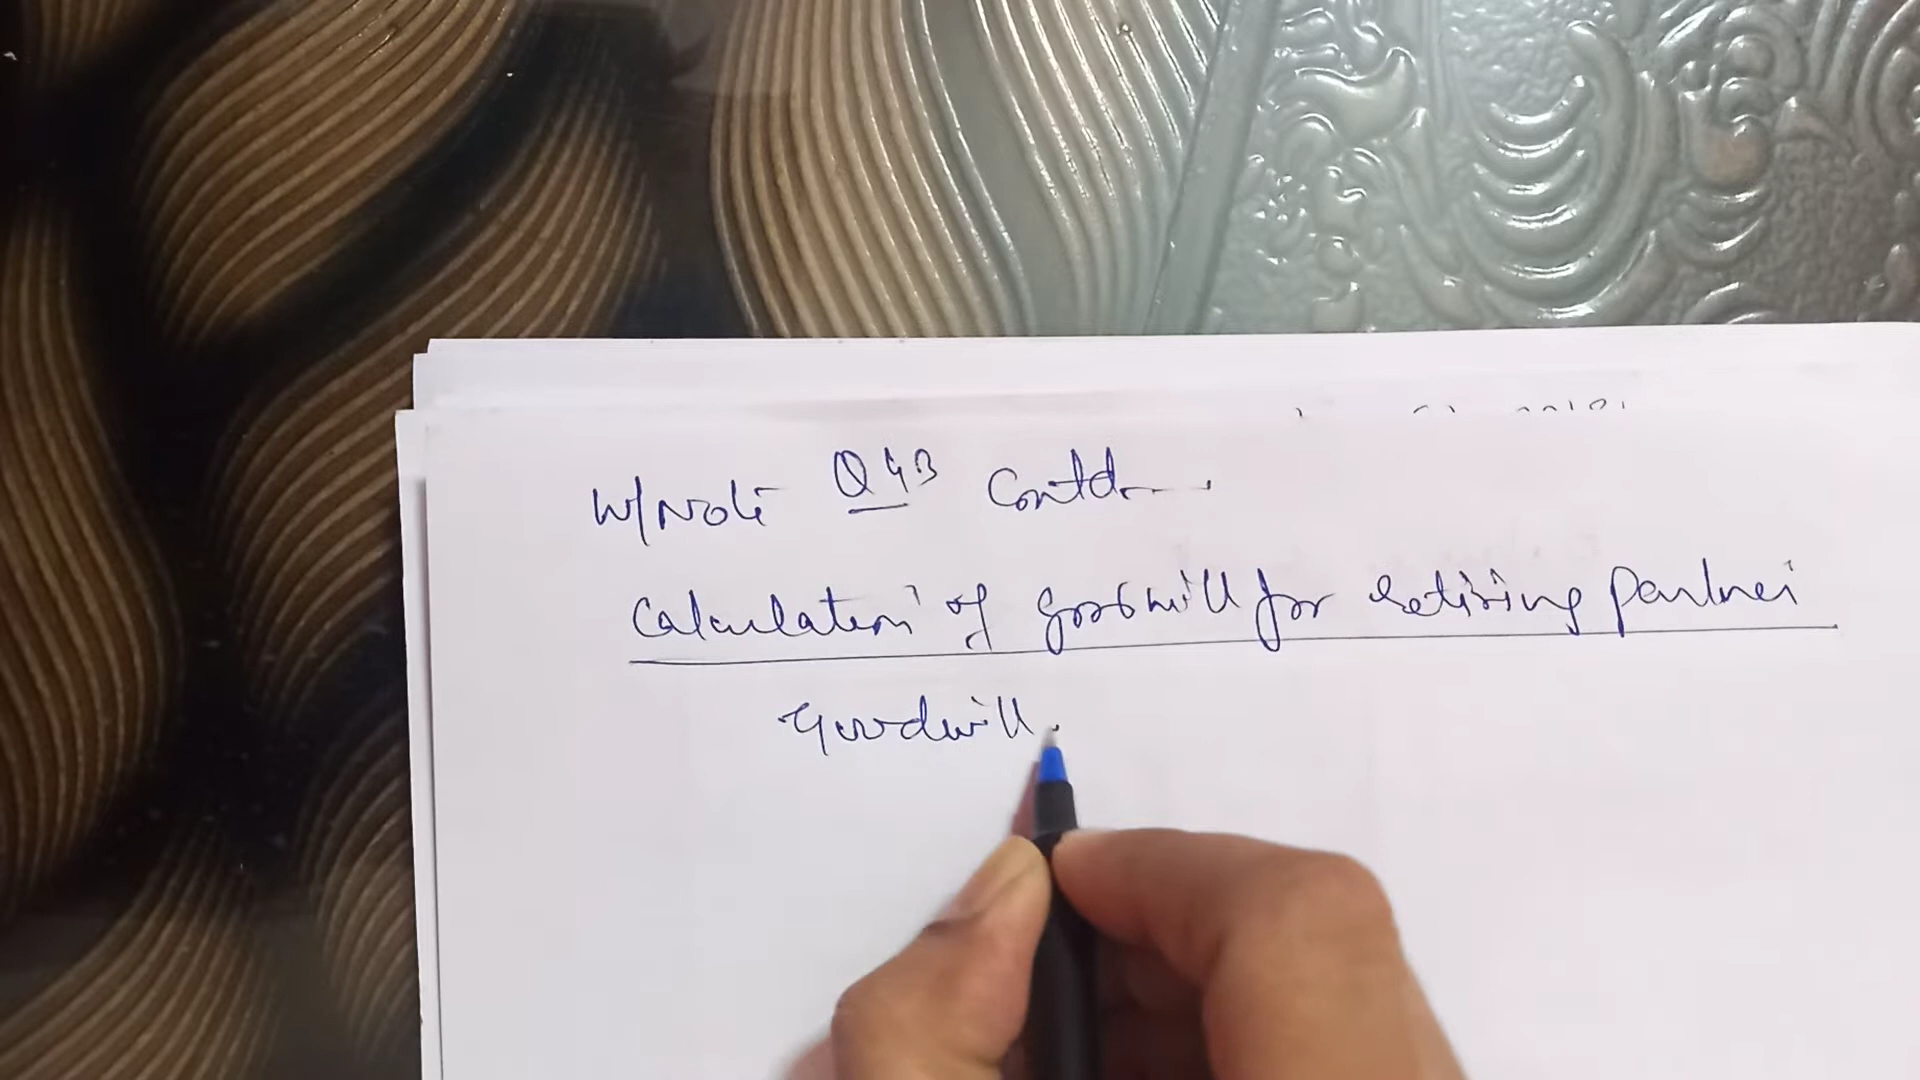 W/Note Q43 Contd---.
Calculation of goodwill for retiring partner
Goodwill.